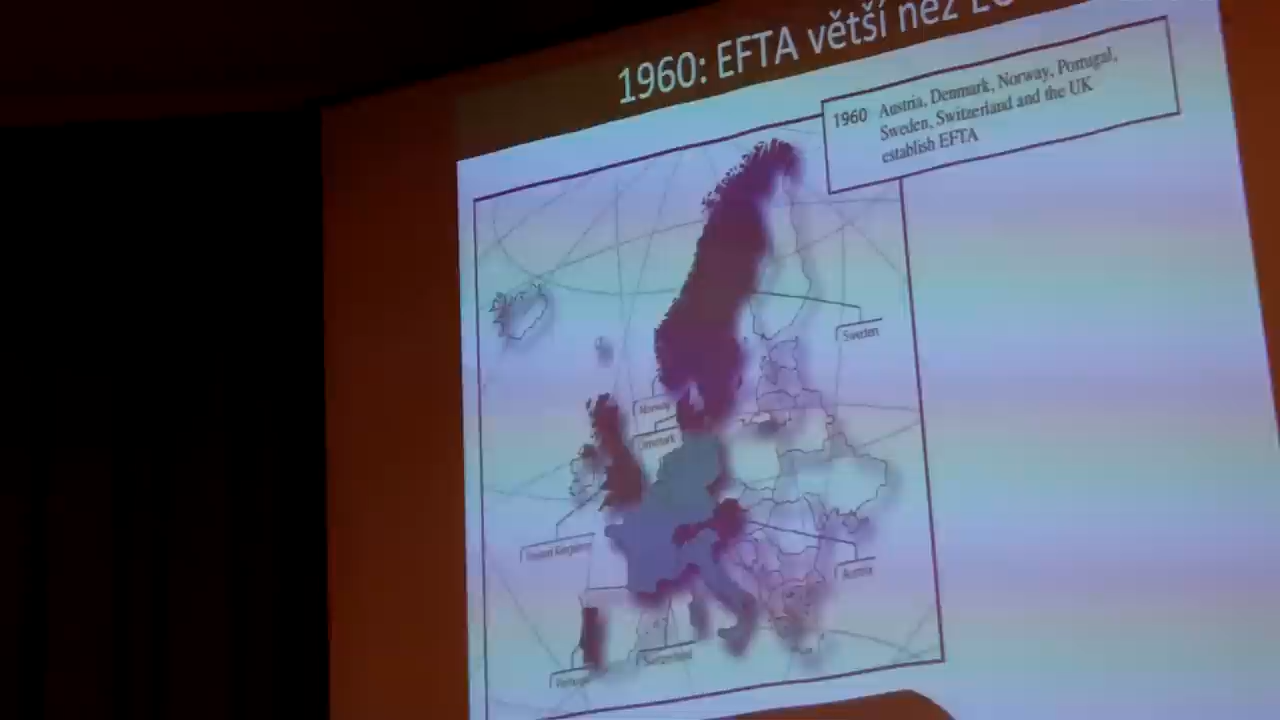 1960: EFTA větší než
1960 Austria, Denmark, Norway, Portugal,
Sweden, Switzerland and the UK
establish EFTA
Sweden
Norway
Denmark
United Kingdom
Austria
Switzerland
Portugal